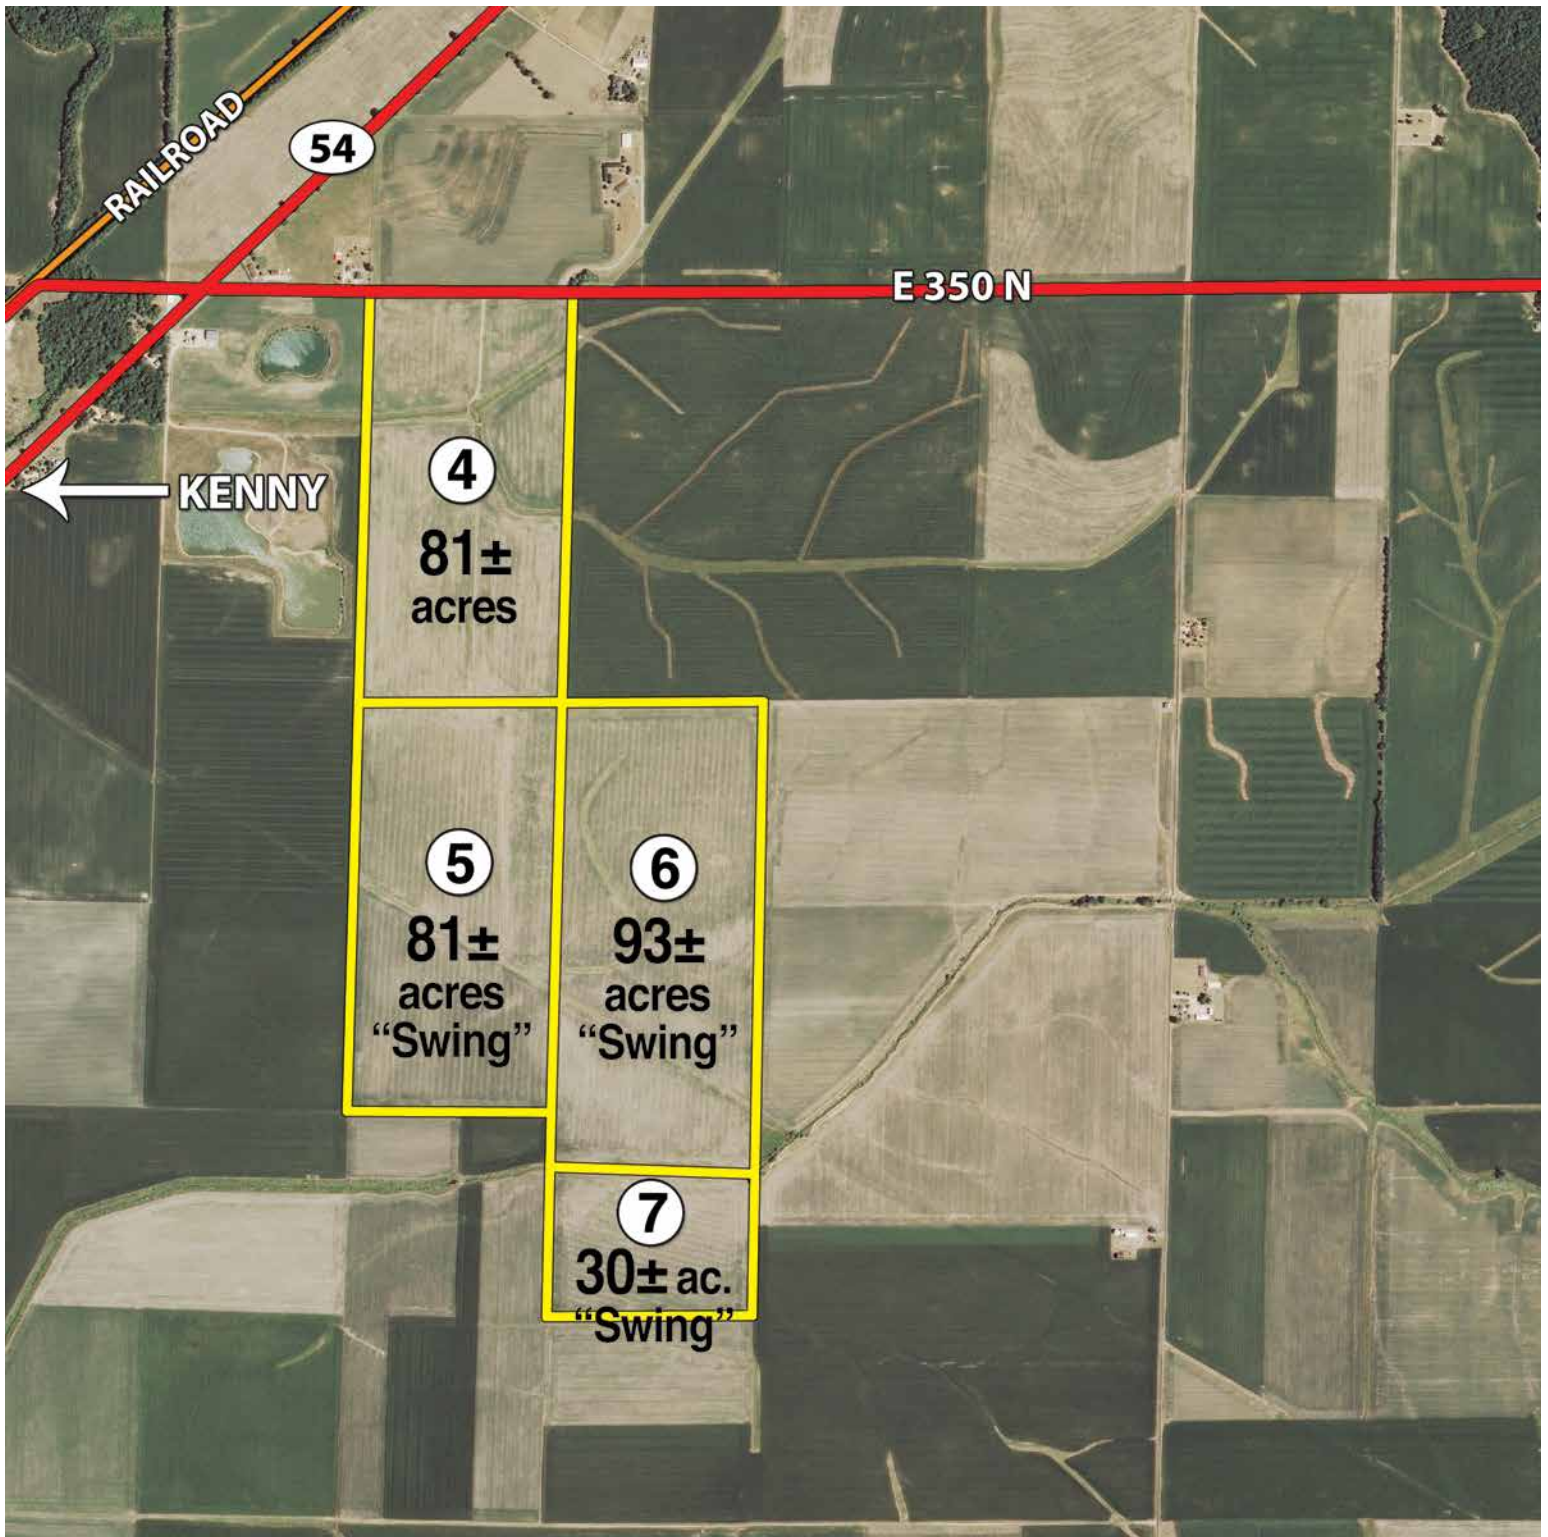 RAILROAD
54
E 350 N
KENNY
4
81±
acres
5
81±
acres
“Swing”
6
93±
acres
“Swing”
7
30± ac.
“Swing”